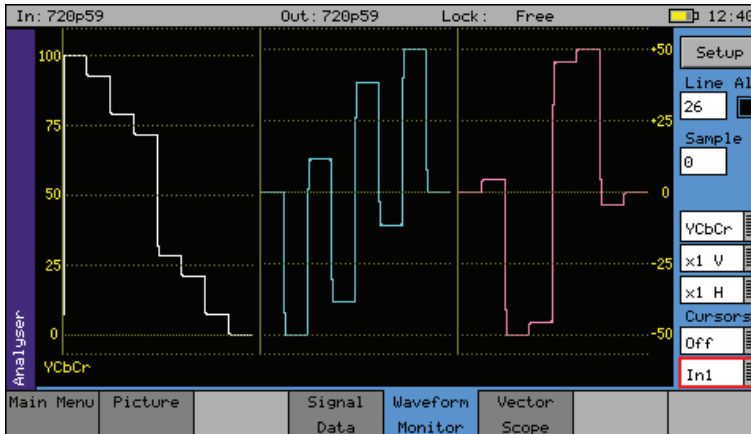 In: 720p59 Out: 720p59 Lock: Free 12:40
Analyser
100
75
50
25
0
YCbCr
+50
+25
0
-25
-50
Setup
Line Al
26
Sample
0
YCbCr
x1 V
x1 H
Cursors
Off
In1
Main Menu Picture Signal Data Waveform Monitor Vector Scope